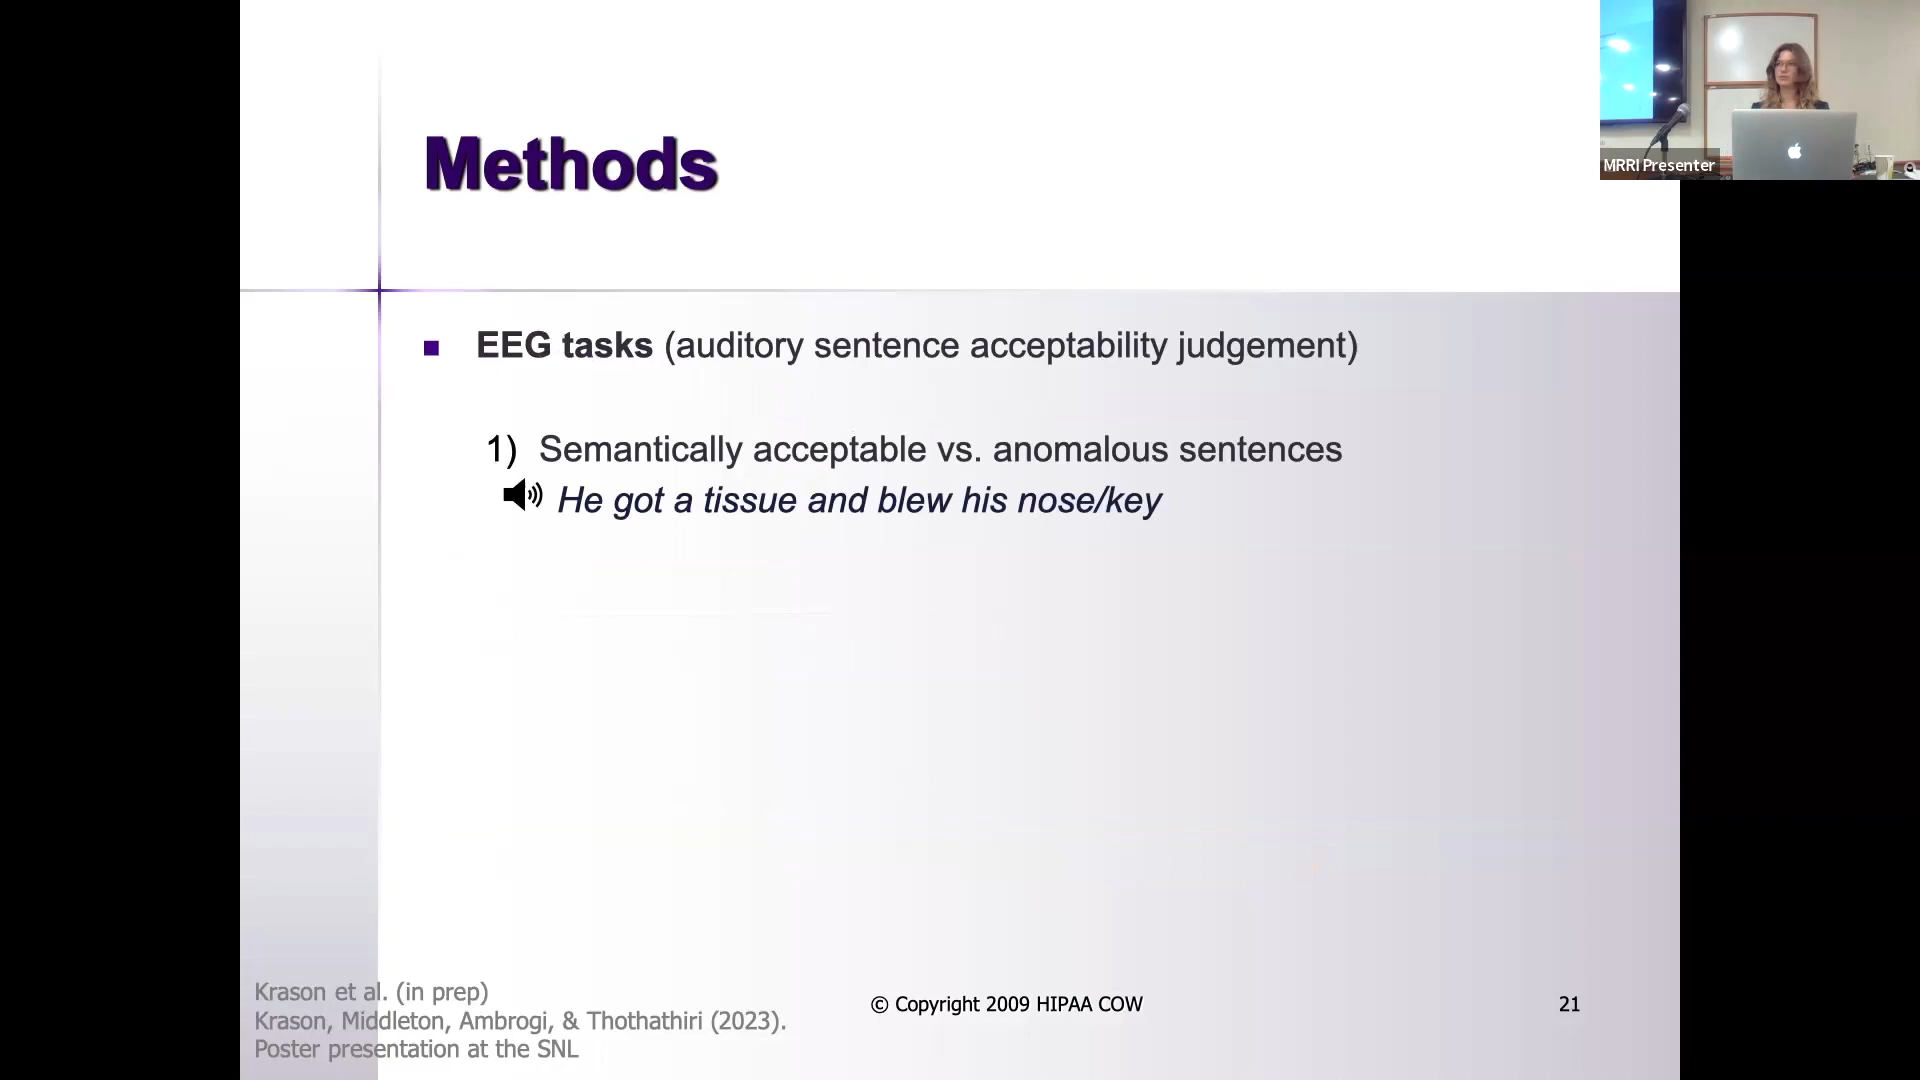 Methods
MRRI Presenter
EEG tasks (auditory sentence acceptability judgement)
1) Semantically acceptable vs. anomalous sentences
He got a tissue and blew his nose/key
Krason et al. (in prep)
Krason, Middleton, Ambrogi, & Thothathiri (2023).
Poster presentation at the SNL
© Copyright 2009 HIPAA COW
21